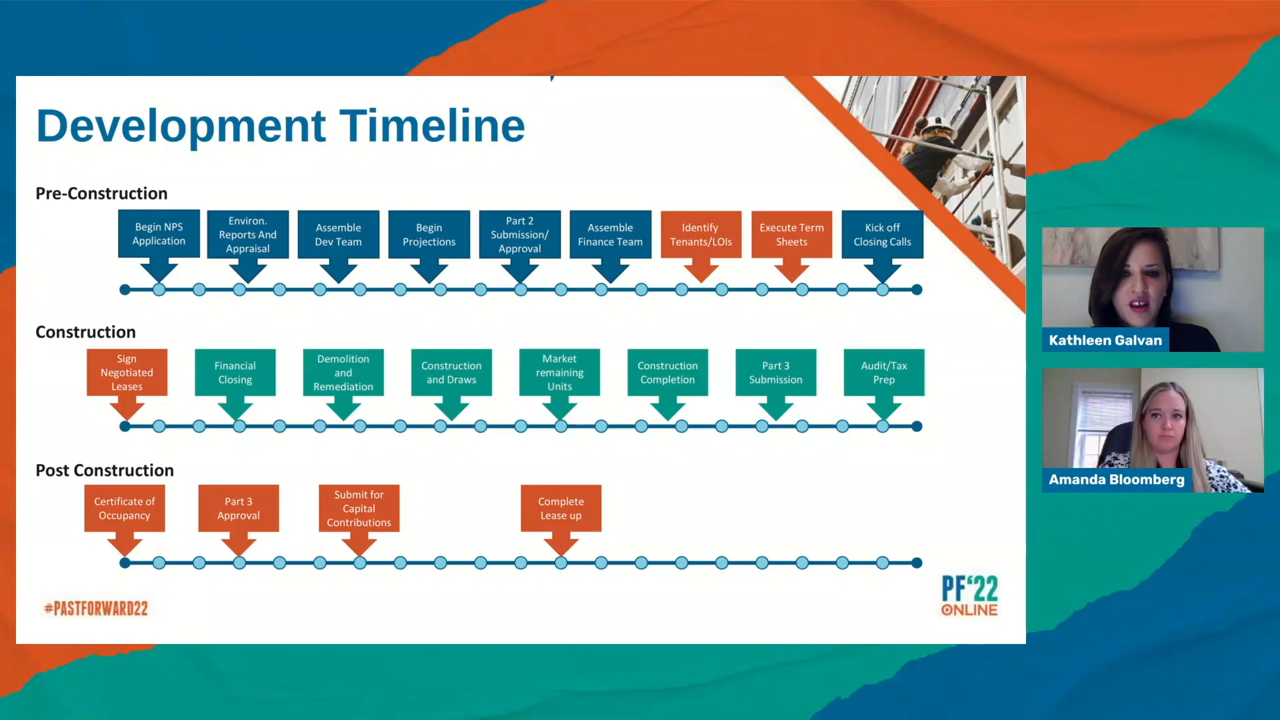 Development Timeline
Pre-Construction
Begin NPS
Application
Environ.
Reports And
Appraisal
Assemble
Dev Team
Begin
Projections
Part 2
Submission/
Approval
Assemble
Finance Team
Identify
Tenants/LOIs
Execute Term
Sheets
Kick off
Closing Calls
Construction
Sign
Negotiated
Leases
Financial
Closing
Demolition
and
Remediation
Construction
and Draws
Market
remaining
Units
Construction
Completion
Part 3
Submission
Audit/Tax
Prep
Post Construction
Certificate of
Occupancy
Part 3
Approval
Submit for
Capital
Contributions
Complete
Lease up
#PASTFORWARD22
PF'22
ONLINE
Kathleen Galvan
Amanda Bloomberg